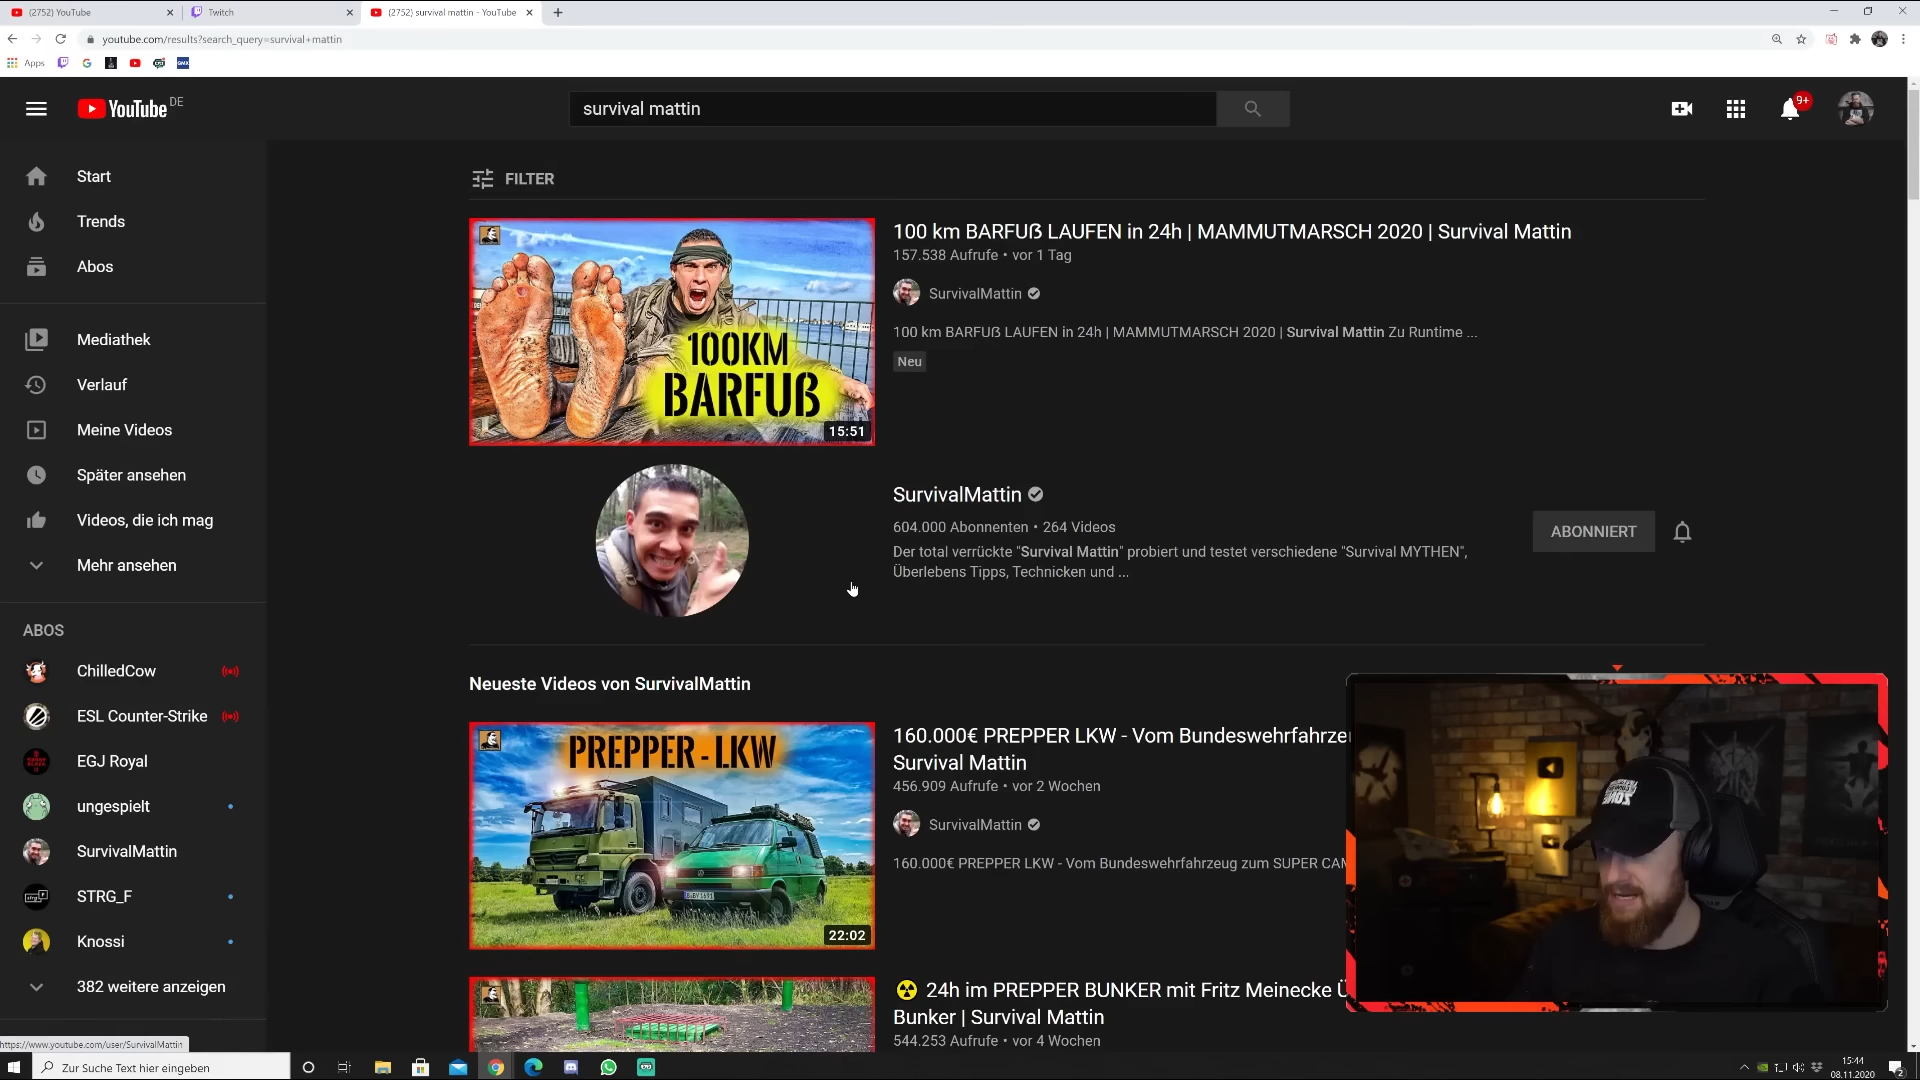 (2752) YouTube
Twitch
(2752) survival mattin - YouTube
youtube.com/results?search_query=survival+mattin
Apps
GMX
YouTube DE
survival mattin
9+
Start
Trends
Abos
Mediathek
Verlauf
Meine Videos
Später ansehen
Videos, die ich mag
Mehr ansehen
ABOS
ChilledCow
ESL Counter-Strike
EGJ Royal
ungespielt
SurvivalMattin
STRG_F
Knossi
382 weitere anzeigen
FILTER
100KM
BARFUß
15:51
100 km BARFUß LAUFEN in 24h | MAMMUTMARSCH 2020 | Survival Mattin
157.538 Aufrufe • vor 1 Tag
SurvivalMattin
100 km BARFUß LAUFEN in 24h | MAMMUTMARSCH 2020 | Survival Mattin Zu Runtime ...
Neu
SurvivalMattin
604.000 Abonnenten • 264 Videos
Der total verrückte "Survival Mattin" probiert und testet verschiedene "Survival MYTHEN",
Überlebens Tipps, Technicken und ...
ABONNIERT
Neueste Videos von SurvivalMattin
PREPPER-LKW
22:02
160.000€ PREPPER LKW - Vom Bundeswehrfahrzeu
Survival Mattin
456.909 Aufrufe • vor 2 Wochen
SurvivalMattin
160.000€ PREPPER LKW - Vom Bundeswehrfahrzeug zum SUPER CAM
24h im PREPPER BUNKER mit Fritz Meinecke Ü
Bunker | Survival Mattin
544.253 Aufrufe • vor 4 Wochen
https://www.youtube.com/user/SurvivalMattin
Zur Suche Text hier eingeben
15:44
08.11.2020
2